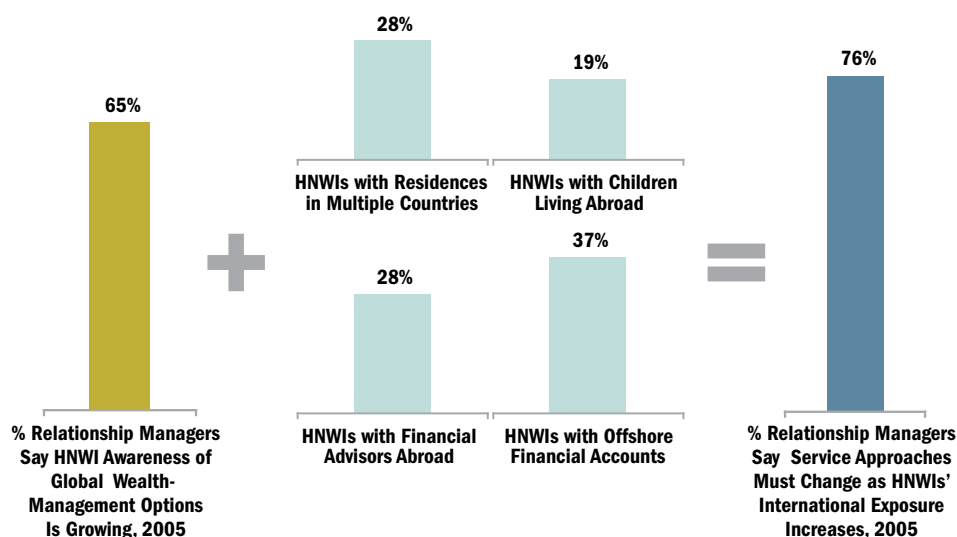 65%
% Relationship Managers
Say HNWI Awareness of
Global Wealth-
Management Options
Is Growing, 2005
28%
HNWIs with Residences
in Multiple Countries
19%
HNWIs with Children
Living Abroad
28%
HNWIs with Financial
Advisors Abroad
37%
HNWIs with Offshore
Financial Accounts
76%
% Relationship Managers
Say Service Approaches
Must Change as HNWIs’
International Exposure
Increases, 2005